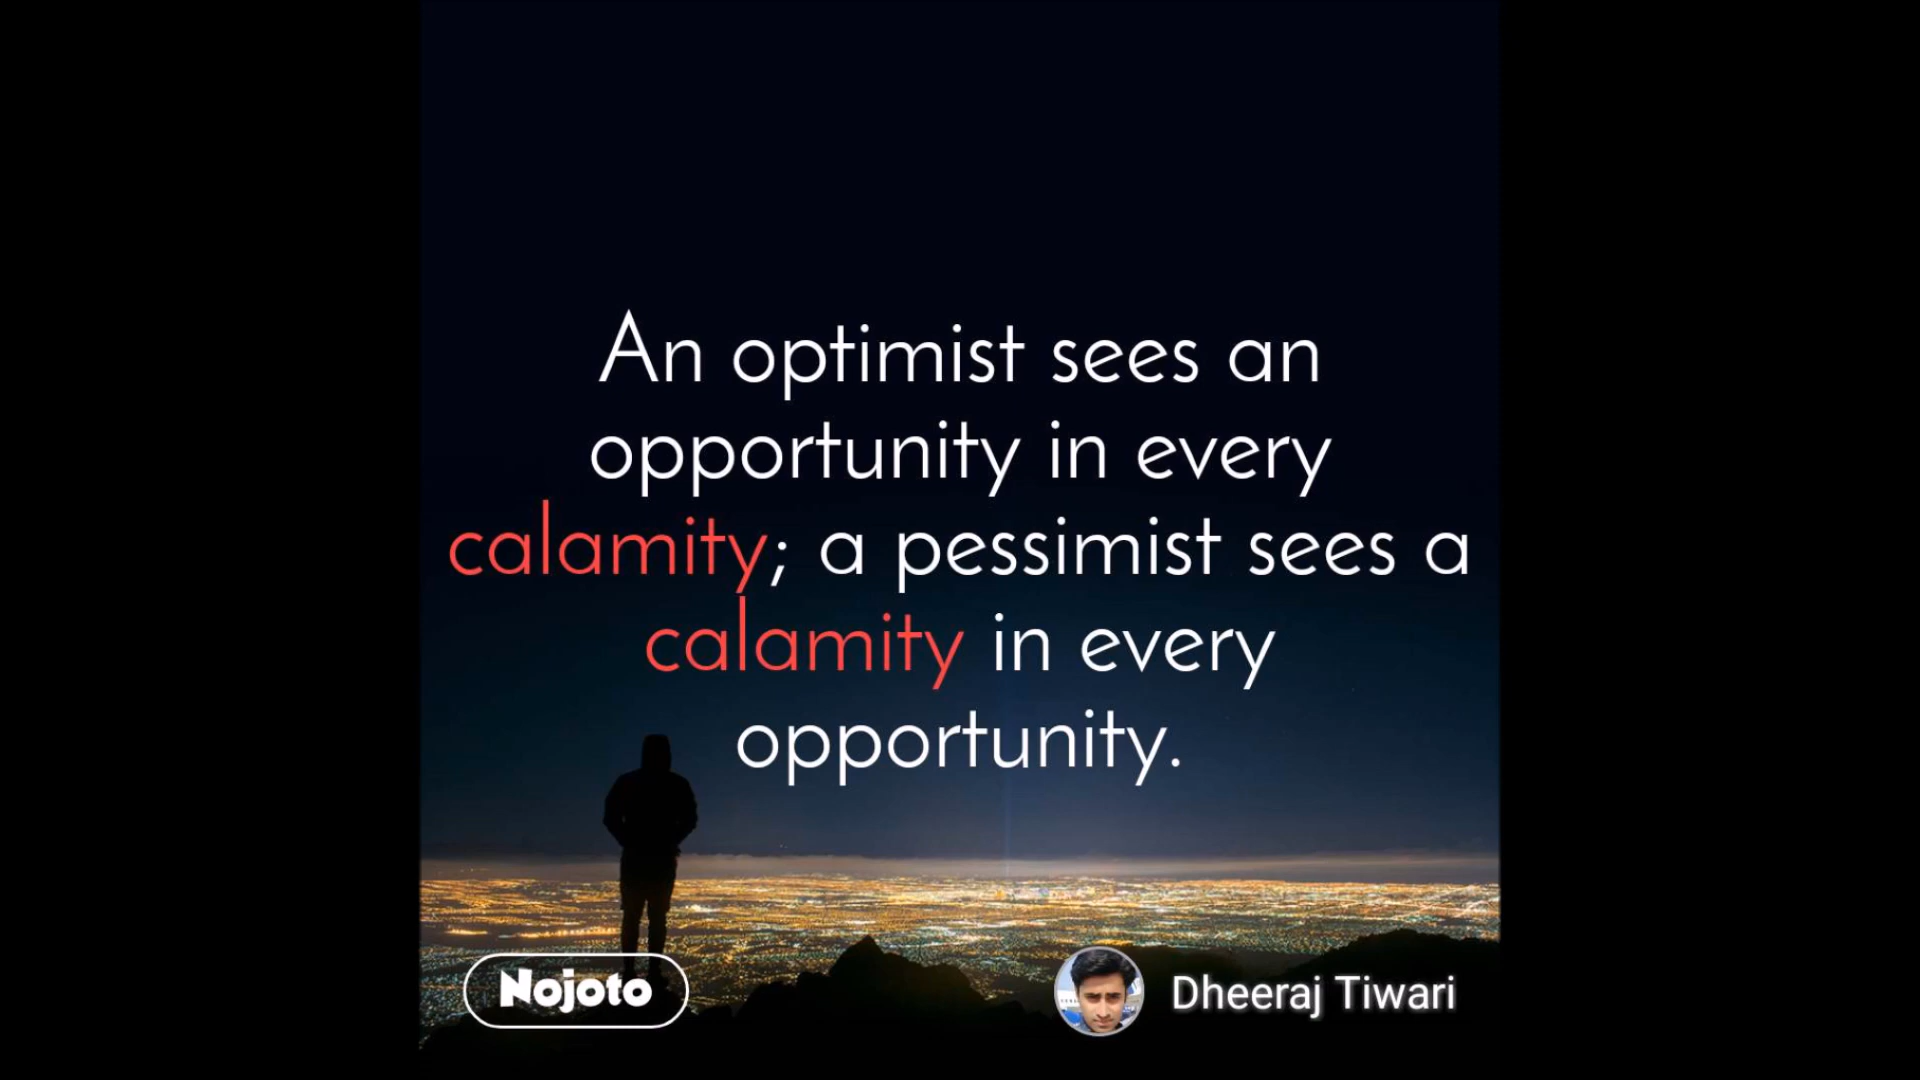 An optimist sees an
opportunity in every
calamity; a pessimist sees a
calamity in every
opportunity.
Nojoto
Dheeraj Tiwari